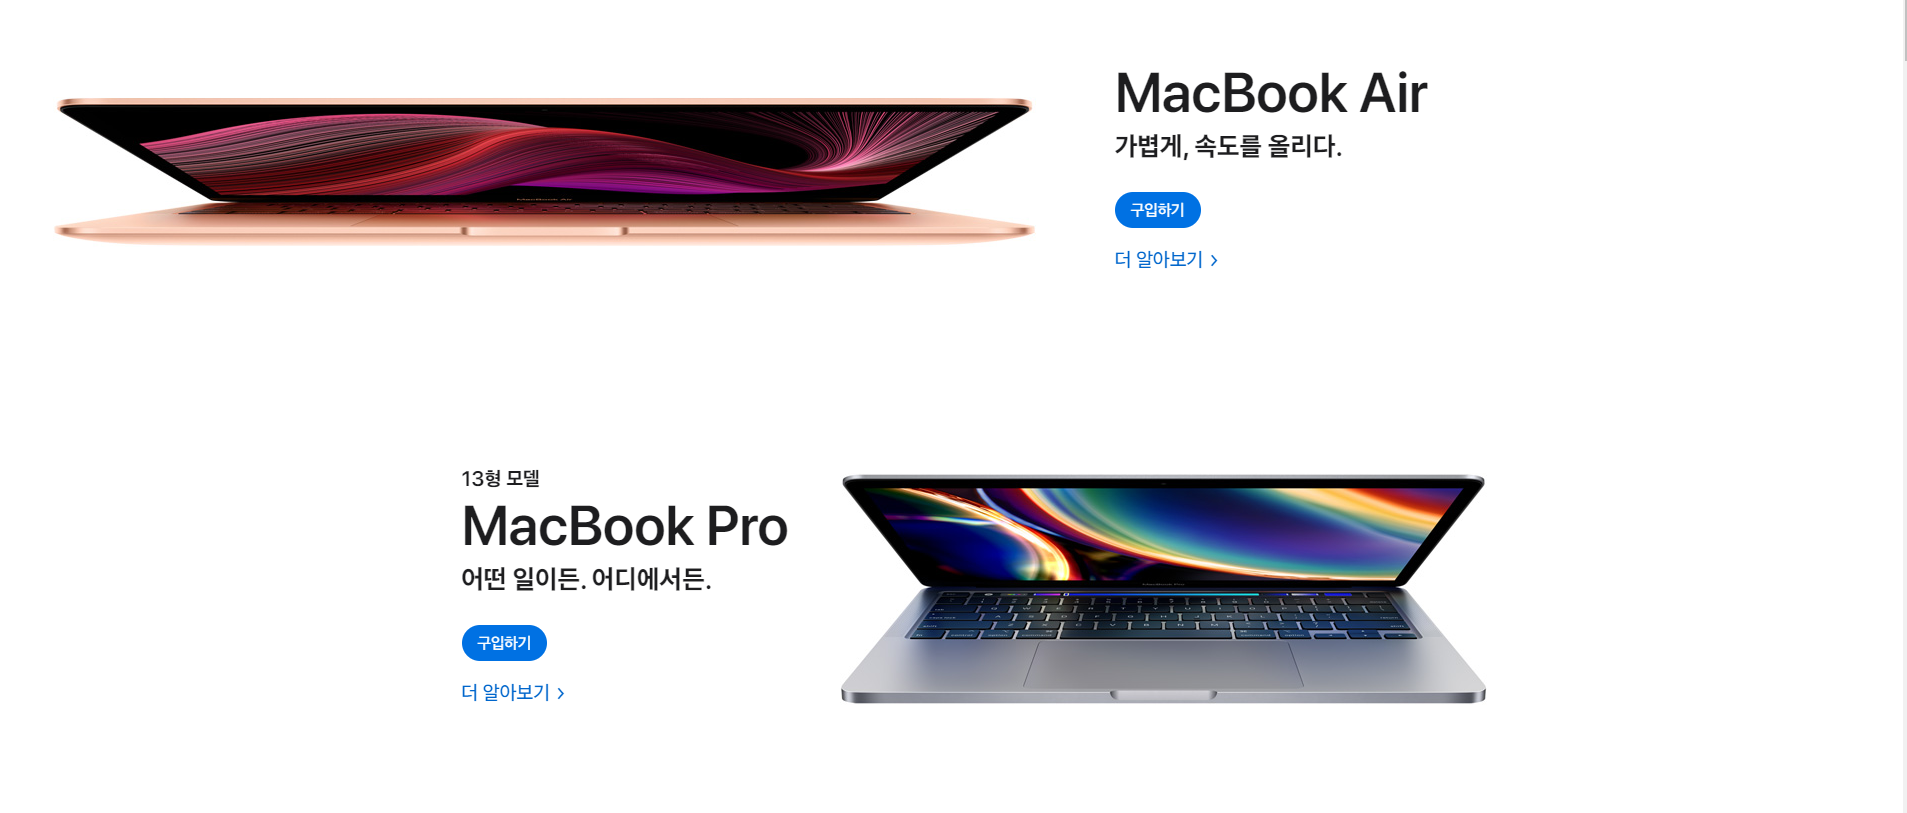 MacBook Air
가볍게, 속도를 올리다.
구입하기
더 알아보기 >
13형 모델
MacBook Pro
어떤 일이든. 어디에서든.
구입하기
더 알아보기 >